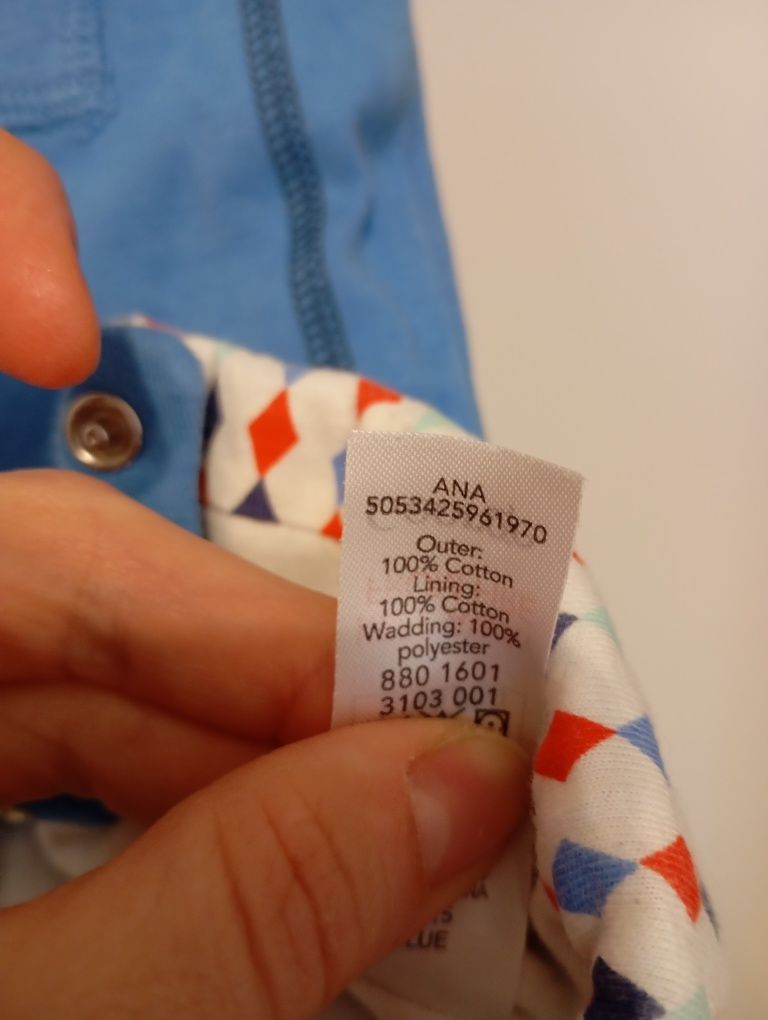 ANA
5053425961970
Outer:
100% Cotton
Lining:
100% Cotton
Wadding: 100%
polyester
880 1601
3103 001